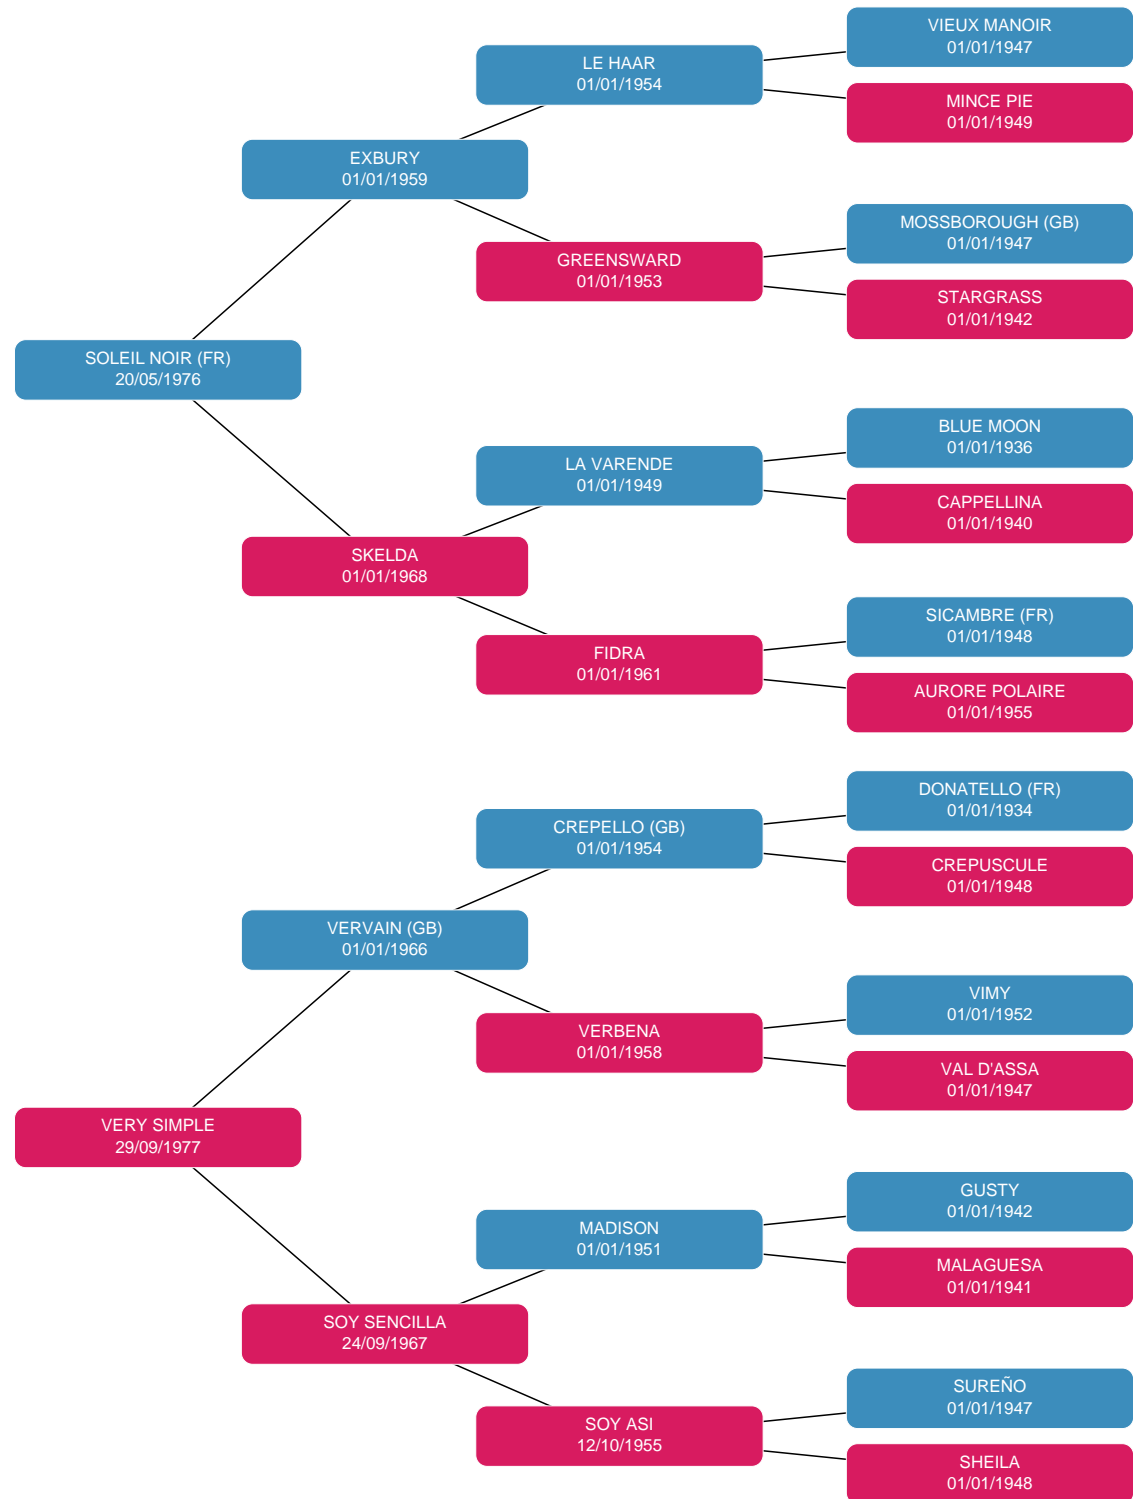 VIEUX MANOIR
01/01/1947
LE HAAR
01/01/1954
MINCE PIE
01/01/1949
EXBURY
01/01/1959
MOSSBOROUGH (GB)
01/01/1947
GREENSWARD
01/01/1953
STARGRASS
01/01/1942
SOLEIL NOIR (FR)
20/05/1976
BLUE MOON
01/01/1936
LA VARENDE
01/01/1949
CAPPELLINA
01/01/1940
SKELDA
01/01/1968
SICAMBRE (FR)
01/01/1948
FIDRA
01/01/1961
AURORE POLAIRE
01/01/1955
DONATELLO (FR)
01/01/1934
CREPELLO (GB)
01/01/1954
CREPUSCULE
01/01/1948
VERVAIN (GB)
01/01/1966
VIMY
01/01/1952
VERBENA
01/01/1958
VAL D'ASSA
01/01/1947
VERY SIMPLE
29/09/1977
GUSTY
01/01/1942
MADISON
01/01/1951
MALAGUESA
01/01/1941
SOY SENCILLA
24/09/1967
SUREÑO
01/01/1947
SOY ASI
12/10/1955
SHEILA
01/01/1948